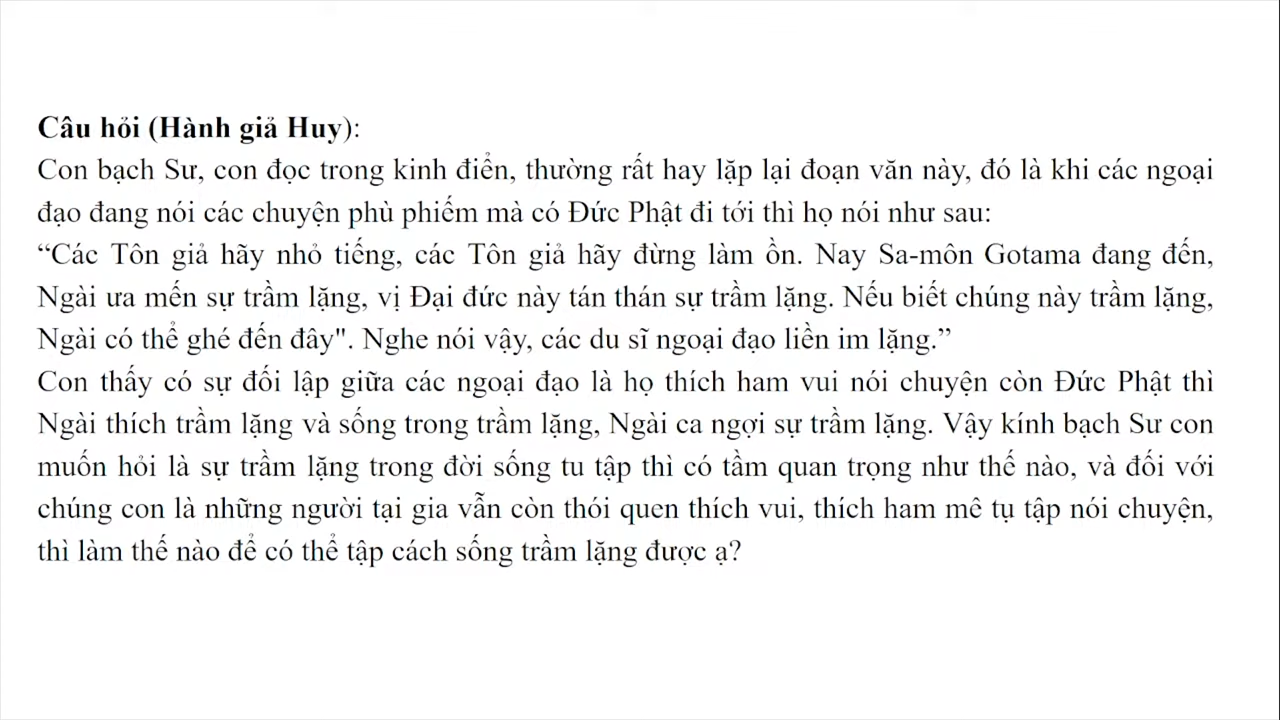 Câu hỏi (Hành giả Huy):
Con bạch Sư, con đọc trong kinh điển, thường rất hay lặp lại đoạn văn này, đó là khi các ngoại
đạo đang nói các chuyện phù phiếm mà có Đức Phật đi tới thì họ nói như sau:
“Các Tôn giả hãy nhỏ tiếng, các Tôn giả hãy đừng làm ồn. Nay Sa-môn Gotama đang đến,
Ngài ưa mến sự trầm lặng, vị Đại đức này tán thán sự trầm lặng. Nếu biết chúng này trầm lặng,
Ngài có thể ghé đến đây". Nghe nói vậy, các du sĩ ngoại đạo liền im lặng.”
Con thấy có sự đối lập giữa các ngoại đạo là họ thích ham vui nói chuyện còn Đức Phật thì
Ngài thích trầm lặng và sống trong trầm lặng, Ngài ca ngợi sự trầm lặng. Vậy kính bạch Sư con
muốn hỏi là sự trầm lặng trong đời sống tu tập thì có tầm quan trọng như thế nào, và đối với
chúng con là những người tại gia vẫn còn thói quen thích vui, thích ham mê tụ tập nói chuyện,
thì làm thế nào để có thể tập cách sống trầm lặng được ạ?